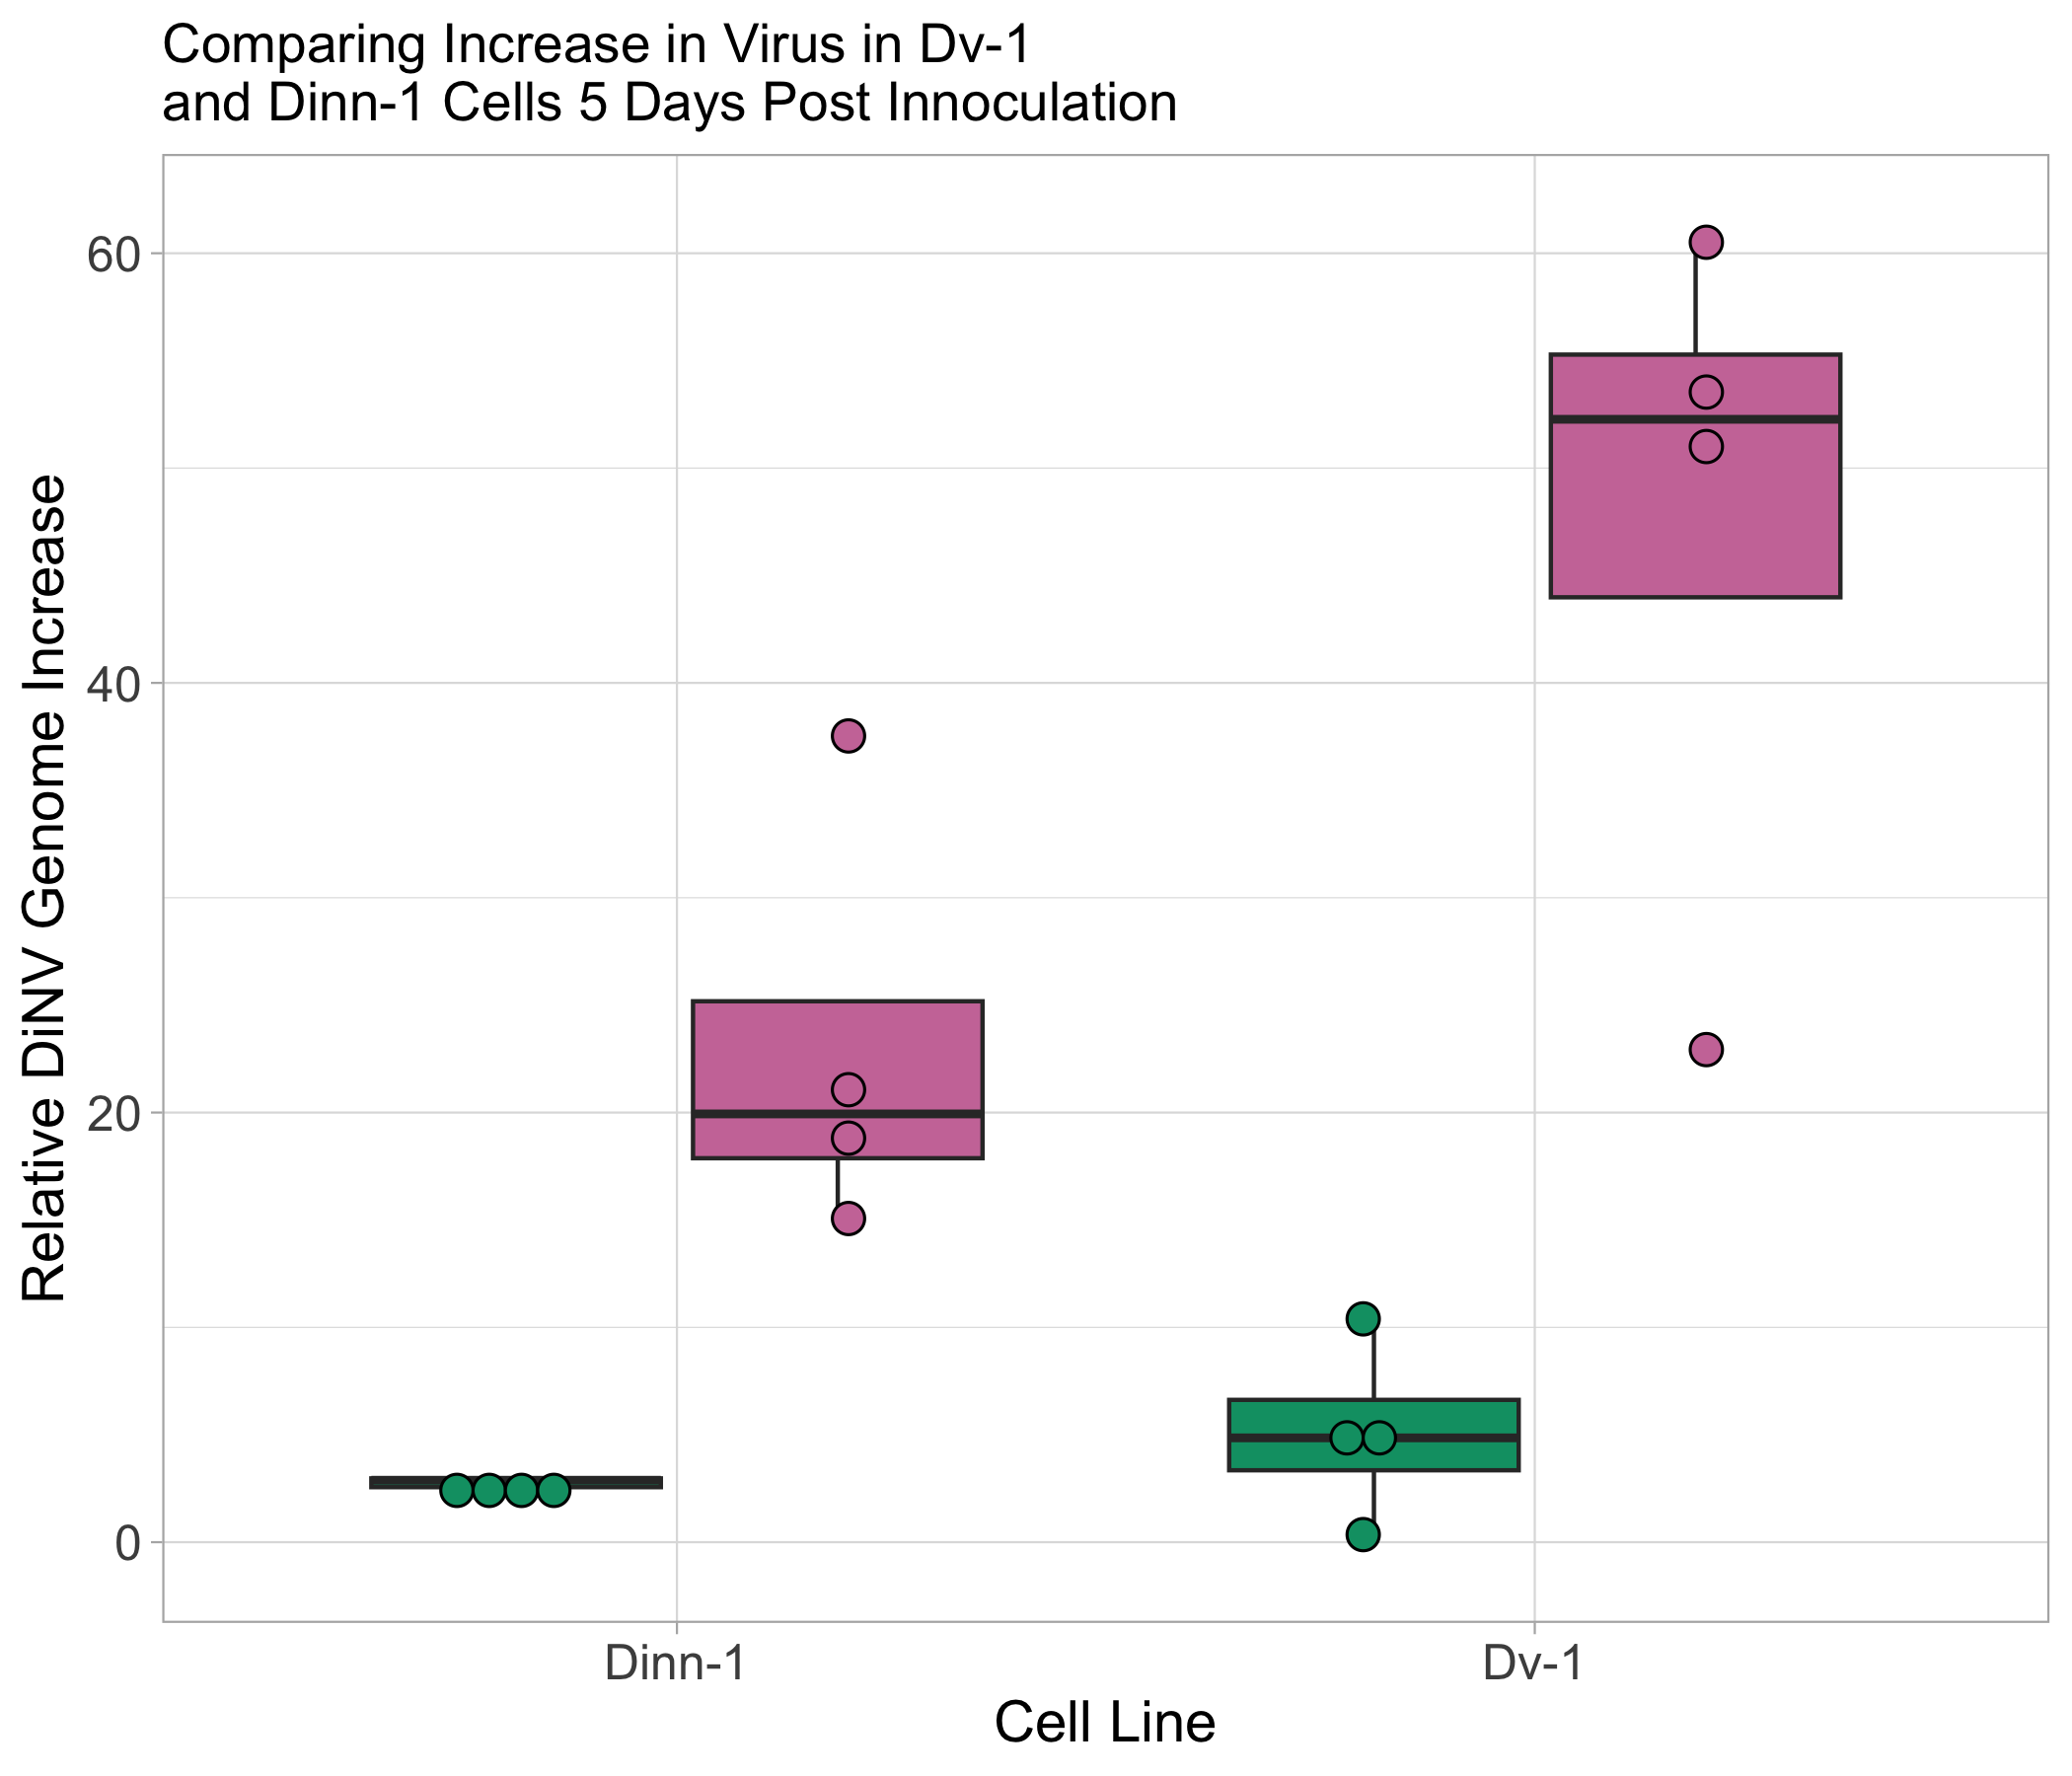 Comparing Increase in Virus in Dv-1
and Dinn-1 Cells 5 Days Post Innoculation
Relative DiNV Genome Increase
60
40
20
0
Dinn-1
Dv-1
Cell Line